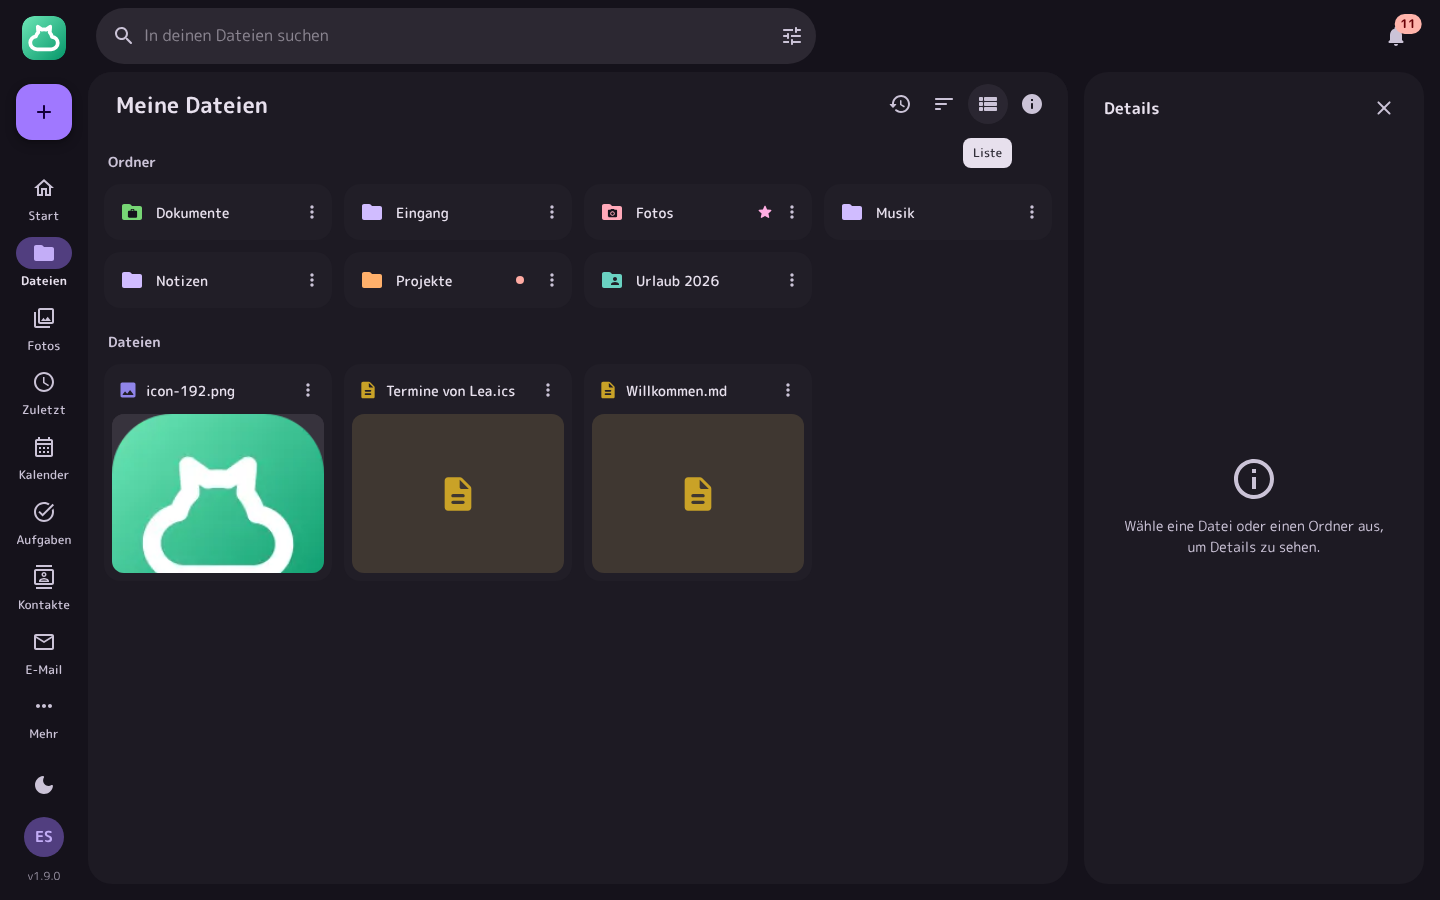 In deinen Dateien suchen
11
Meine Dateien
Liste
Details
Start
Dateien
Fotos
Zuletzt
Kalender
Aufgaben
Kontakte
E-Mail
Mehr
ES
v1.9.0
Ordner
Dokumente
Eingang
Fotos
Musik
Notizen
Projekte
Urlaub 2026
Dateien
icon-192.png
Termine von Lea.ics
Willkommen.md
Wähle eine Datei oder einen Ordner aus,
um Details zu sehen.